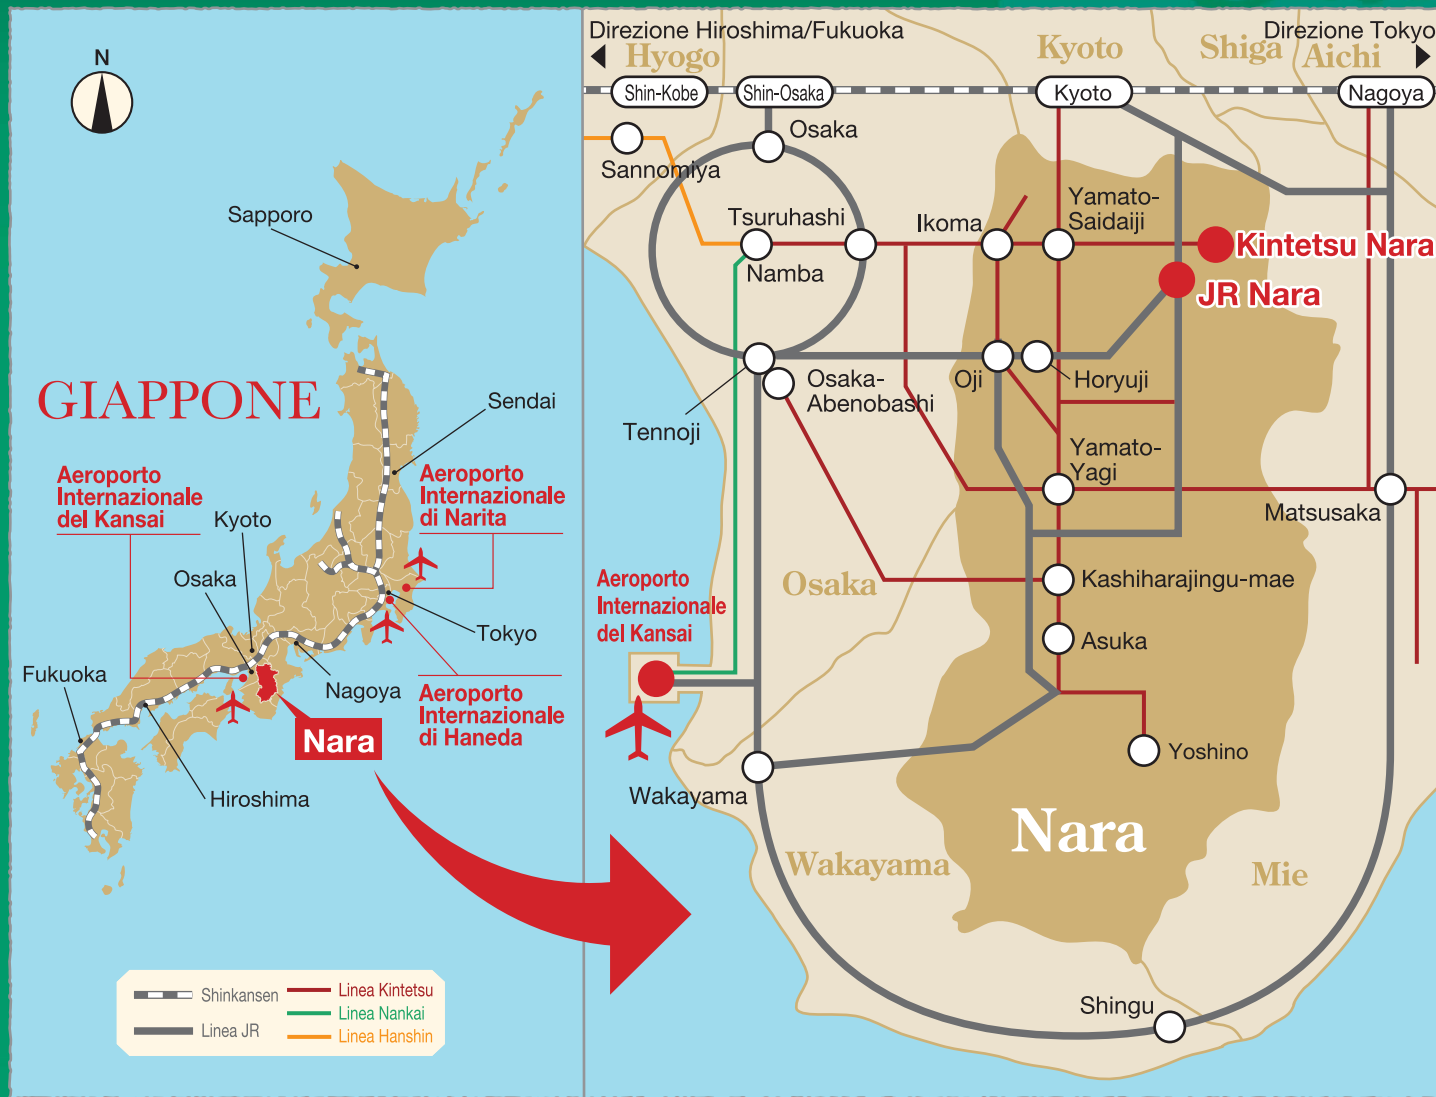 N
Sapporo
GIAPPONE
Sendai
Aeroporto
Internazionale
del Kansai
Aeroporto
Internazionale
di Narita
Kyoto
Osaka
Tokyo
Fukuoka
Nagoya
Aeroporto
Internazionale
di Haneda
Nara
Hiroshima
Shinkansen
Linea JR
Linea Kintetsu
Linea Nankai
Linea Hanshin
Direzione Hiroshima/Fukuoka
Direzione Tokyo
Hyogo
Kyoto
Shiga
Aichi
Shin-Kobe
Shin-Osaka
Kyoto
Nagoya
Osaka
Sannomiya
Tsuruhashi
Namba
Ikoma
Yamato-
Saidaiji
Kintetsu Nara
JR Nara
Oji
Horyuji
Osaka-
Abenobashi
Tennoji
Yamato-
Yagi
Matsusaka
Osaka
Kashiharajingu-mae
Aeroporto
Internazionale
del Kansai
Asuka
Yoshino
Wakayama
Nara
Wakayama
Mie
Shingu